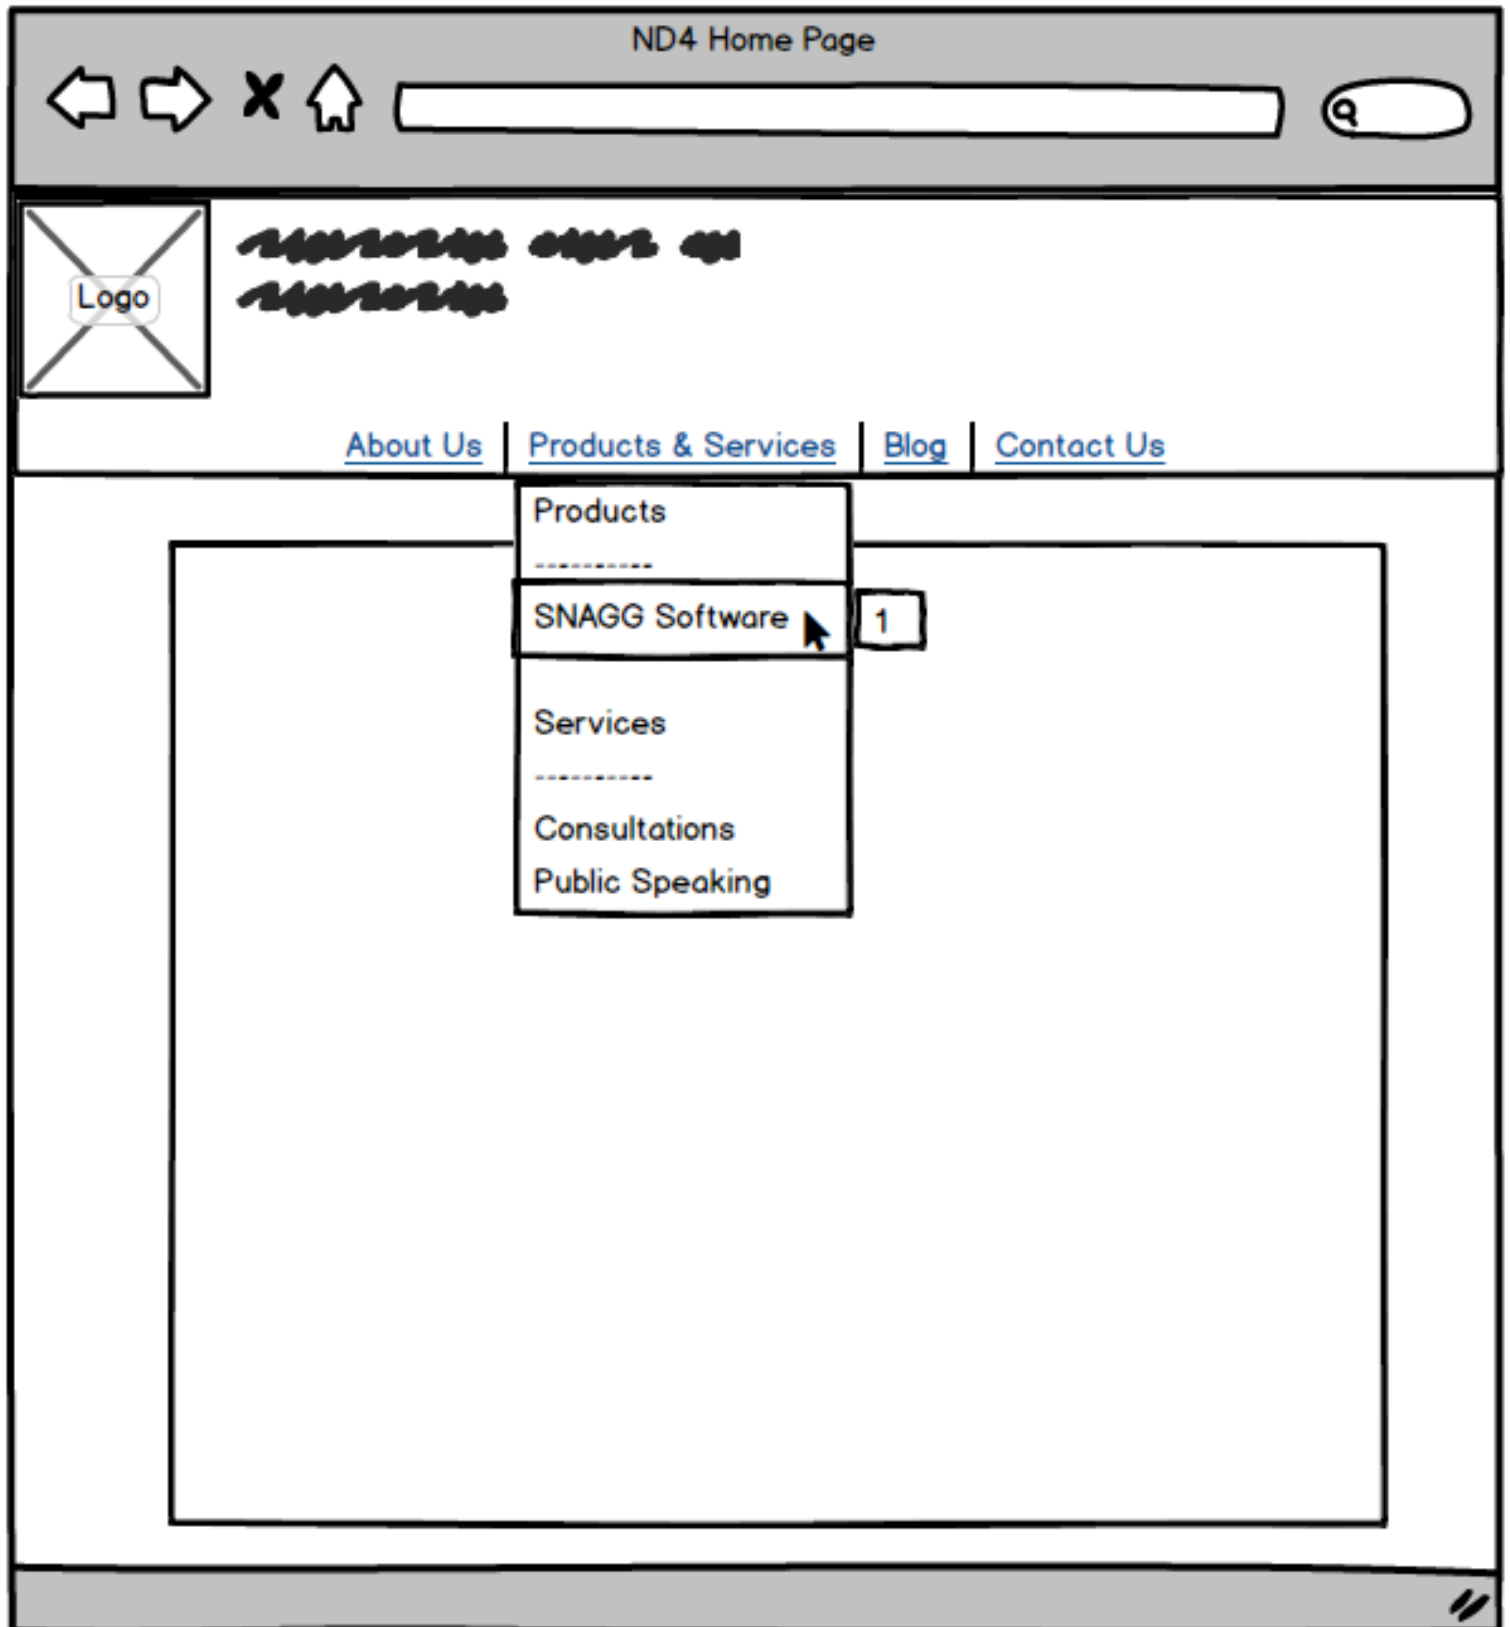 ND4 Home Page
Logo
About Us
Products & Services
Blog
Contact Us
Products
----------
SNAGG Software
1
Services
----------
Consultations
Public Speaking